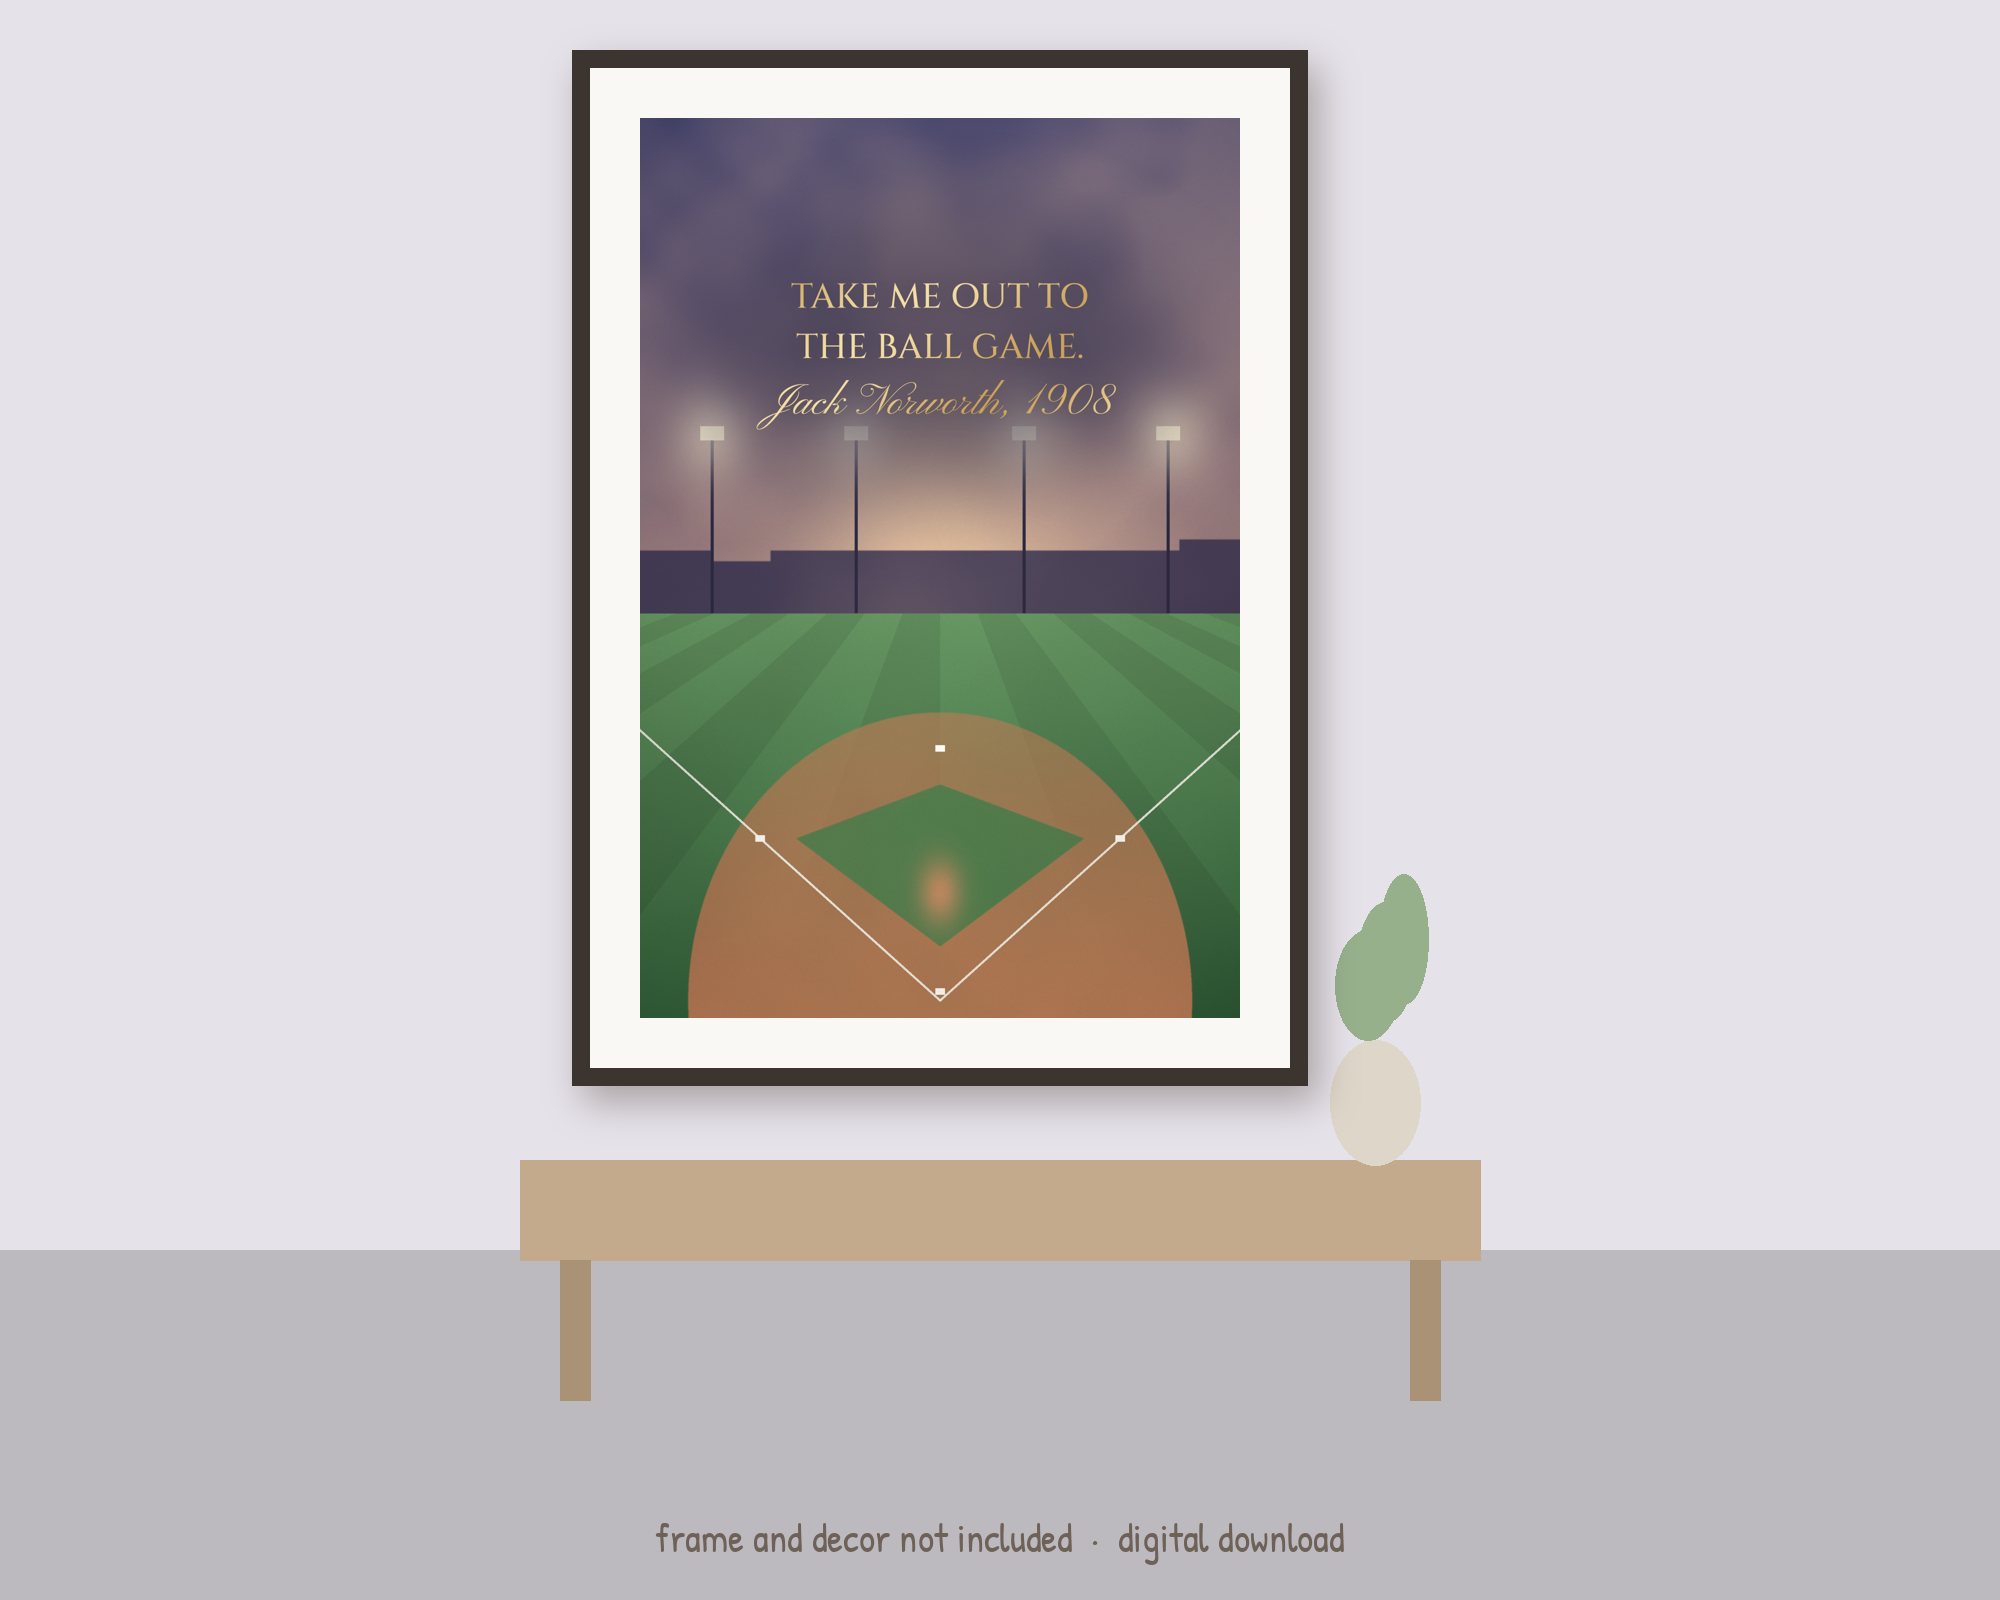 TAKE ME OUT TO
THE BALL GAME.
Jack Norworth, 1908
frame and decor not included · digital download